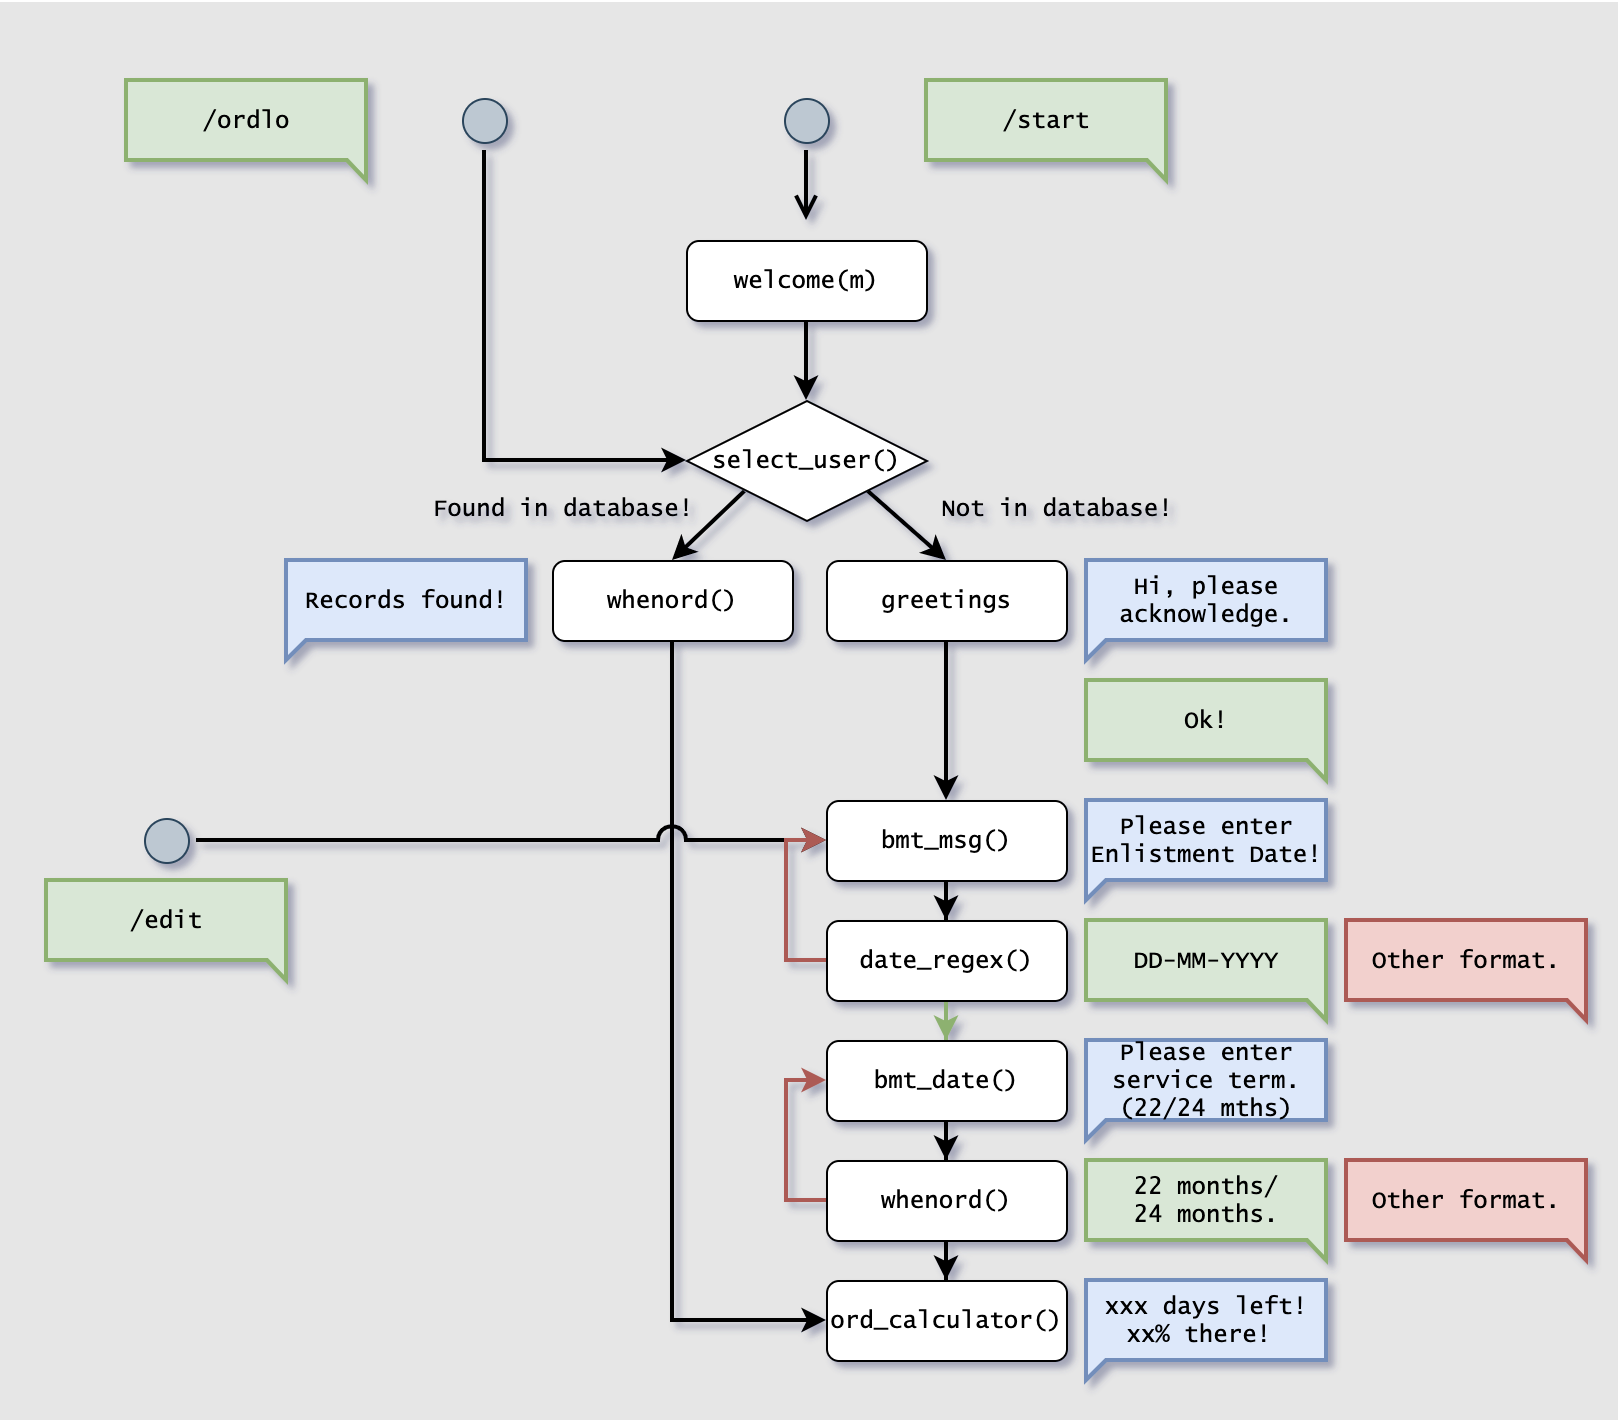 /ordlo
/start
welcome(m)
select_user()
Found in database!
Not in database!
Records found!
whenord()
greetings
Hi, please
acknowledge.
Ok!
bmt_msg()
Please enter
Enlistment Date!
/edit
date_regex()
DD-MM-YYYY
Other format.
bmt_date()
Please enter
service term.
(22/24 mths)
whenord()
22 months/
24 months.
Other format.
ord_calculator()
xxx days left!
xx% there!